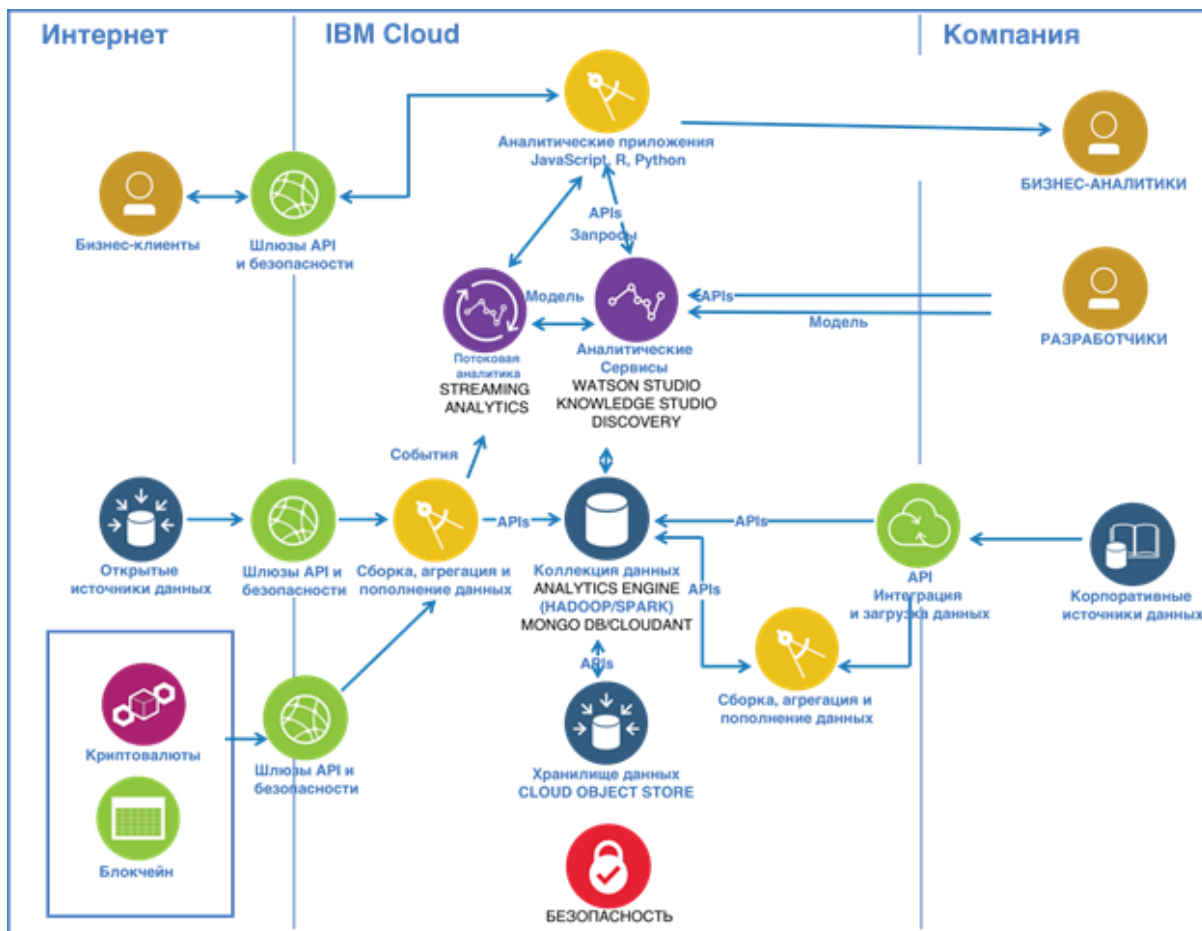 Интернет
IBM Cloud
Компания
Аналитические приложения
JavaScript, R, Python
БИЗНЕС-АНАЛИТИКИ
Бизнес-клиенты
Шлюзы API
и безопасности
APIs
Запросы
Модель
APIs
Модель
РАЗРАБОТЧИКИ
Потоковая
аналитика
STREAMING
ANALYTICS
Аналитические
Сервисы
WATSON STUDIO
KNOWLEDGE STUDIO
DISCOVERY
События
APIs
APIs
Открытые
источники данных
Шлюзы API и
безопасности
Сборка, агрегация и
пополнение данных
Коллекция данных
ANALYTICS ENGINE
(HADOOP/SPARK)
MONGO DB/CLOUDANT
APIs
API
Интеграция
и загрузка данных
Корпоративные
источники данных
APIs
Сборка, агрегация и
пополнение данных
Криптовалюты
Шлюзы API и
безопасности
Хранилище данных
CLOUD OBJECT STORE
Блокчейн
БЕЗОПАСНОСТЬ